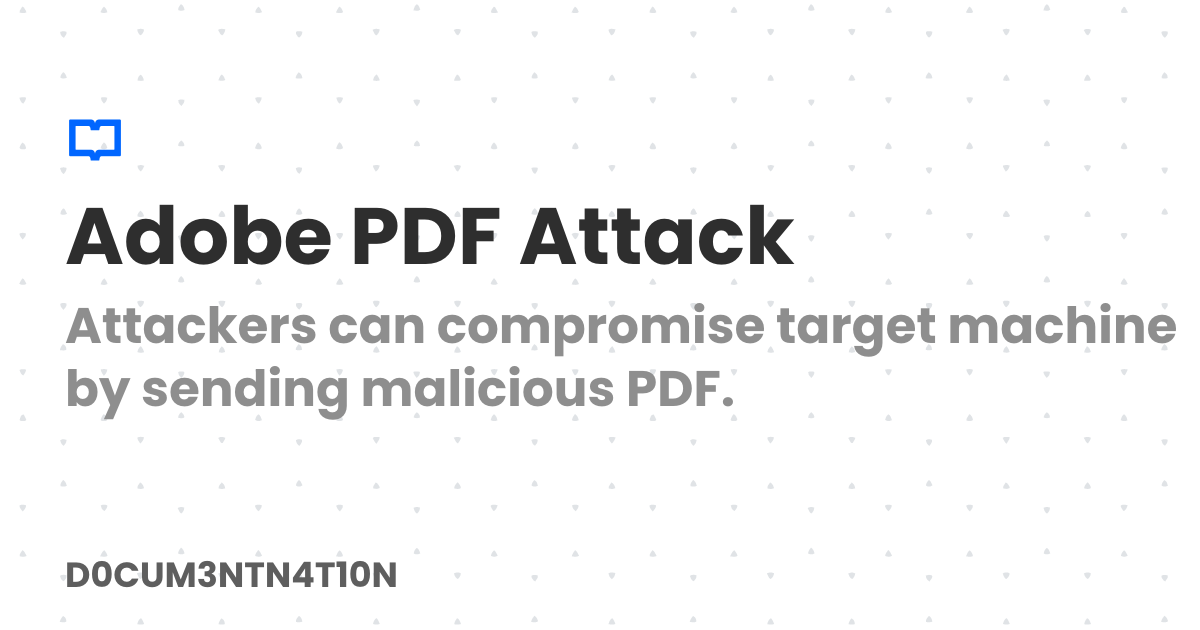 Adobe PDF Attack
Attackers can compromise target machine
by sending malicious PDF.
D0CUM3NTN4T10N